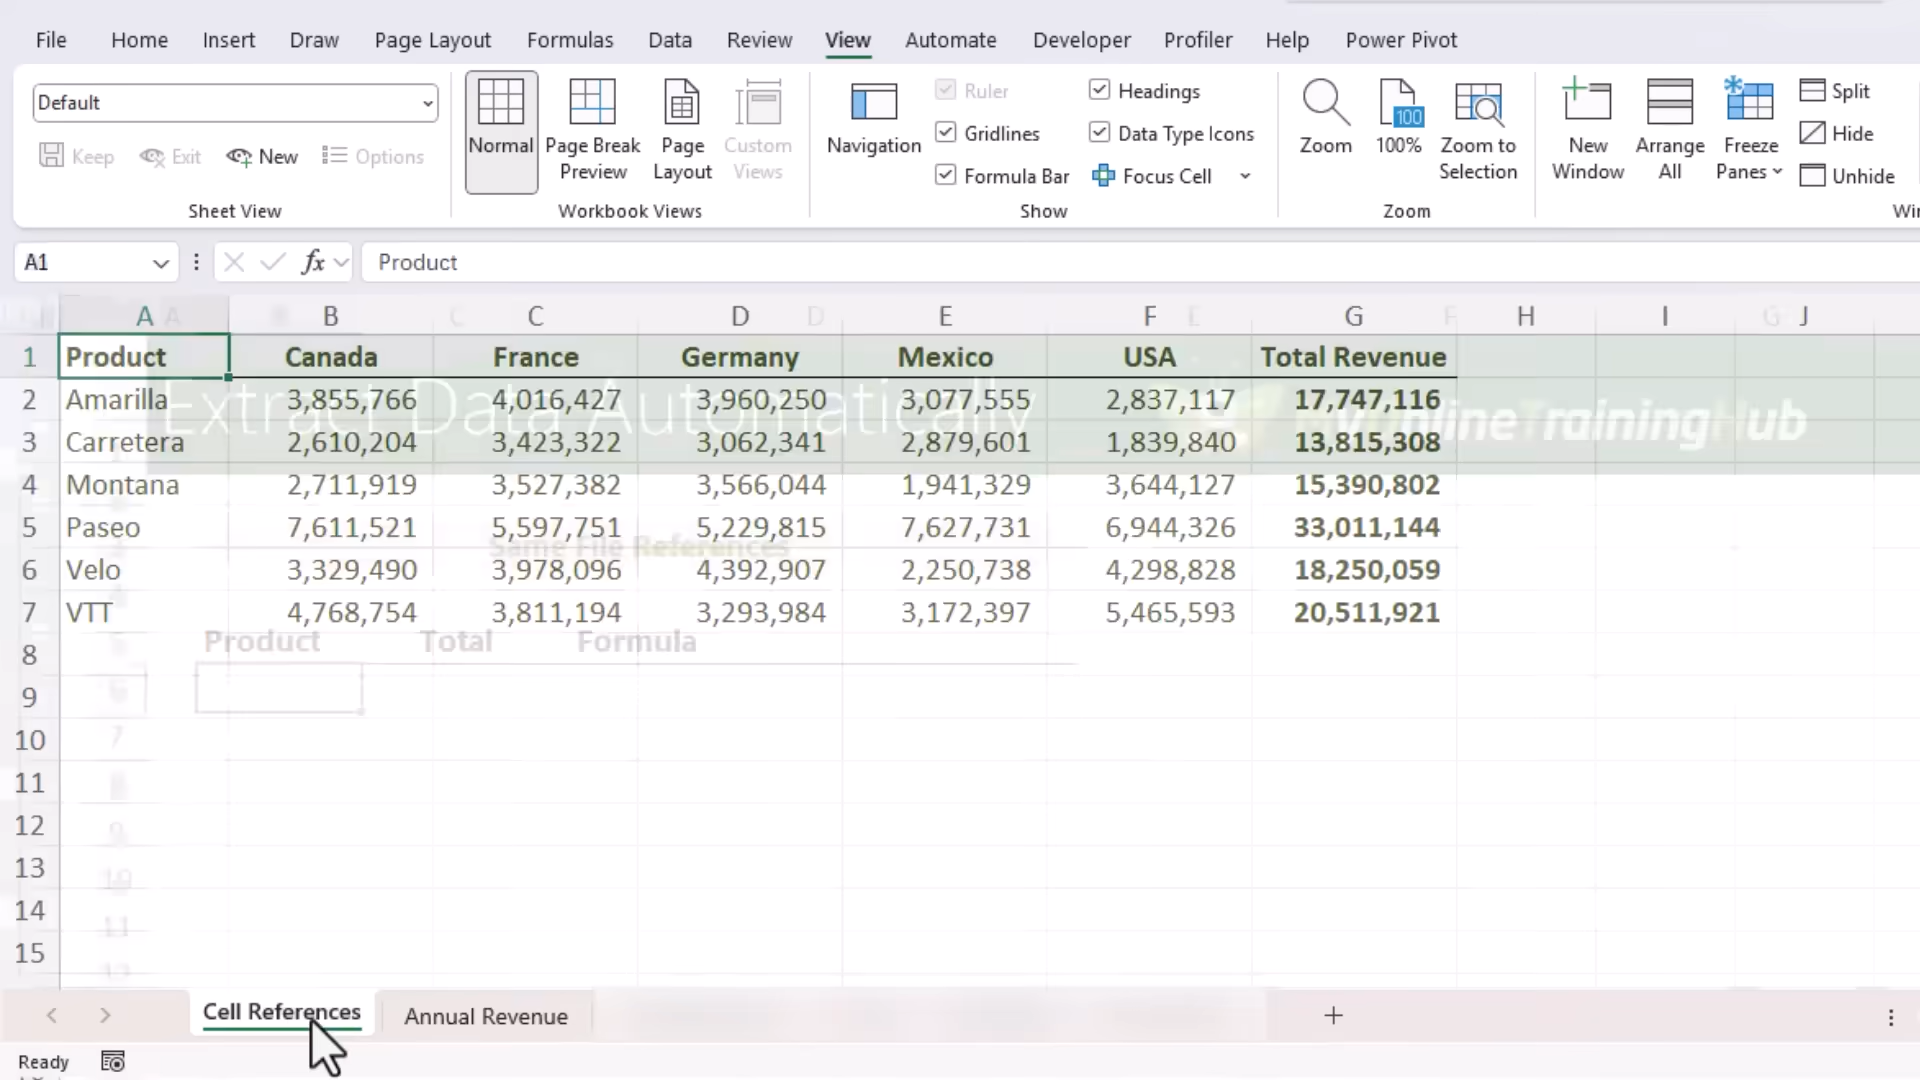 File Home Insert Draw Page Layout Formulas Data Review View Automate Developer Profiler Help Power Pivot
Default
Keep Exit New Options
Sheet View
Normal
Page Break Preview
Page Layout
Custom Views
Workbook Views
Navigation
Ruler
Gridlines
Formula Bar
Headings
Data Type Icons
Focus Cell
Show
Zoom
100
100%
Zoom to Selection
Zoom
New Window
Arrange All
Freeze Panes
Split
Hide
Unhide
A1 fx Product
A B C D E F G H I J
1 Product Canada France Germany Mexico USA Total Revenue
2 Amarilla 3,855,766 4,016,427 3,960,250 3,077,555 2,837,117 17,747,116
Extract Data Automatically
3 Carretera 2,610,204 3,423,322 3,062,341 2,879,601 1,839,840 13,815,308
4 Montana 2,711,919 3,527,382 3,566,044 1,941,329 3,644,127 15,390,802
5 Paseo 7,611,521 5,597,751 5,229,815 7,627,731 6,944,326 33,011,144
Same File References
6 Velo 3,329,490 3,978,096 4,392,907 2,250,738 4,298,828 18,250,059
7 VTT 4,768,754 3,811,194 3,293,984 3,172,397 5,465,593 20,511,921
Product Total Formula
8
9
10
11
12
13
14
15
Cell References Annual Revenue
Ready